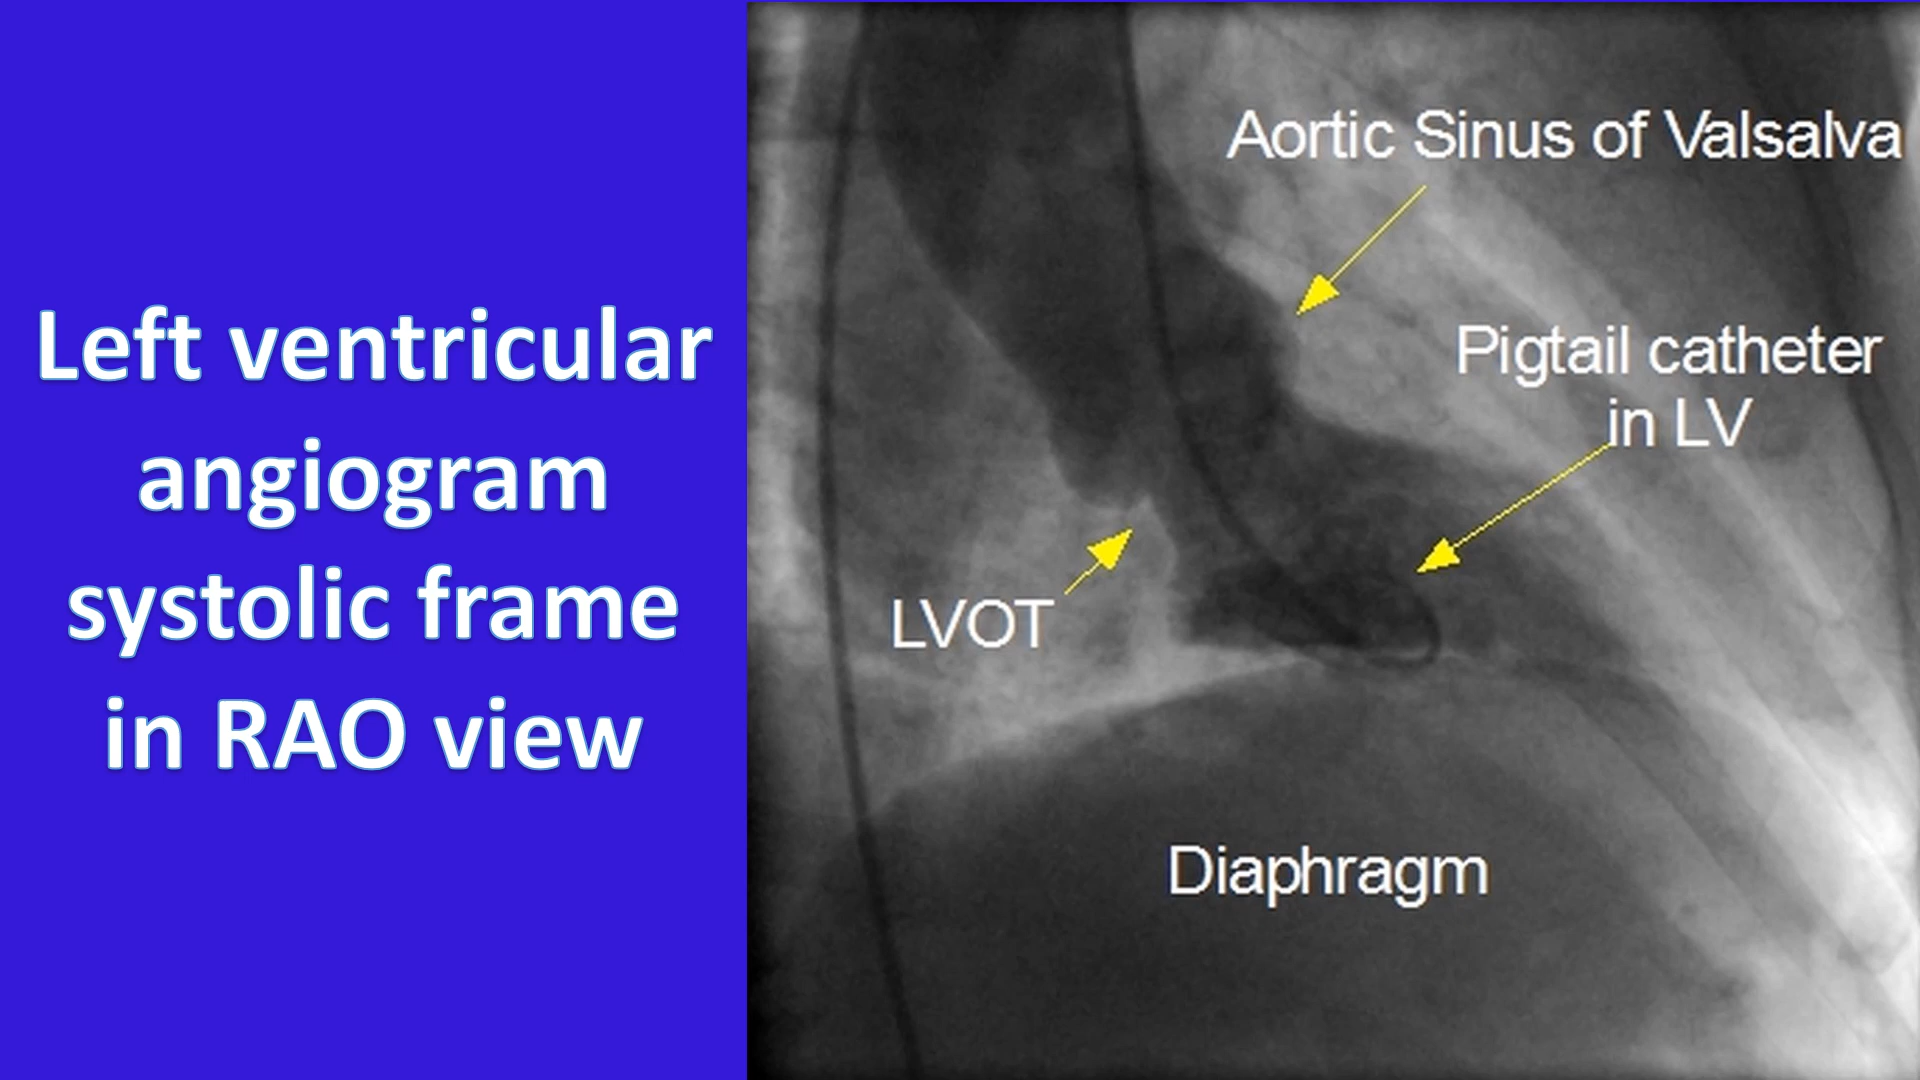 Left ventricular
angiogram
systolic frame
in RAO view
Aortic Sinus of Valsalva
Pigtail catheter
in LV
LVOT
Diaphragm